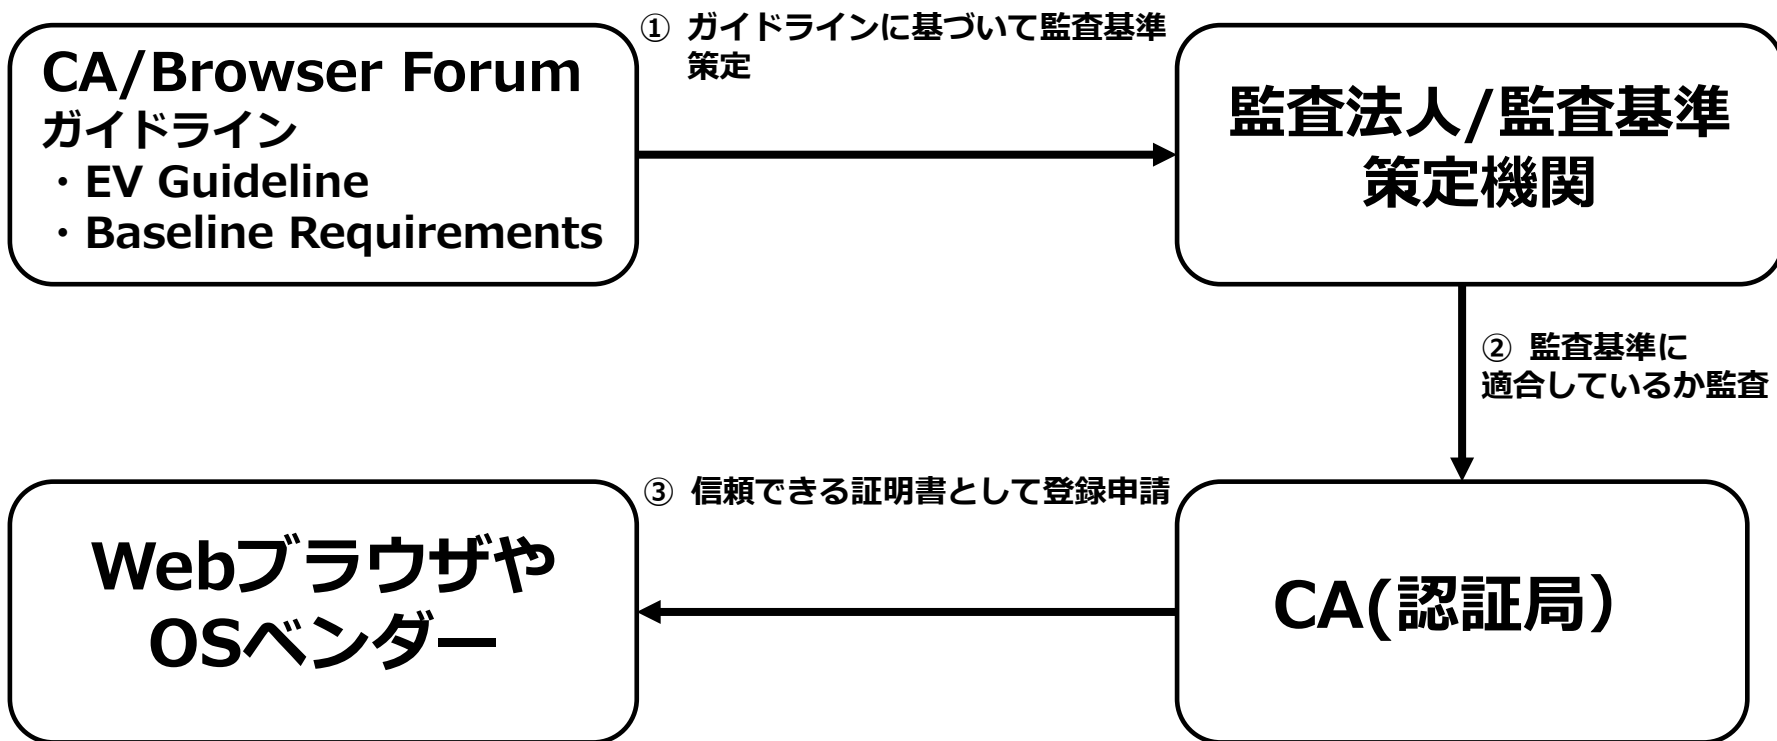 CA/Browser Forum
ガイドライン
・EV Guideline
・Baseline Requirements
① ガイドラインに基づいて監査基準
策定
監査法人/監査基準
策定機関
② 監査基準に
適合しているか監査
CA(認証局）
③ 信頼できる証明書として登録申請
Webブラウザや
OSベンダー